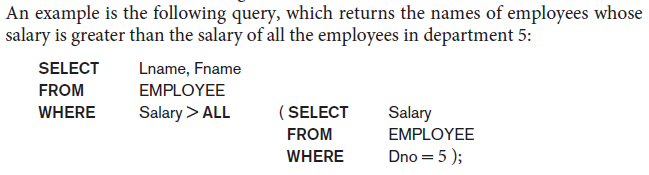 An example is the following query, which returns the names of employees whose
salary is greater than the salary of all the employees in department 5:
SELECT Lname, Fname
FROM EMPLOYEE
WHERE Salary > ALL ( SELECT Salary
FROM EMPLOYEE
WHERE Dno = 5 );